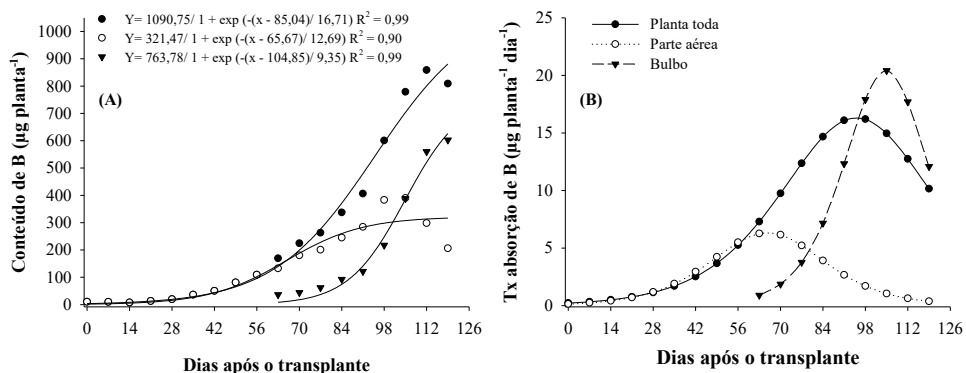 Y= 1090,75/ 1 + exp (-(x - 85,04)/ 16,71) R² = 0,99
Y= 321,47/ 1 + exp (-(x - 65,67)/ 12,69) R² = 0,90
Y= 763,78/ 1 + exp (-(x - 104,85)/ 9,35) R² = 0,99
(A)
Conteúdo de B (µg planta⁻¹)
1000
900
800
700
600
500
400
300
200
100
0
0 14 28 42 56 70 84 98 112 126
Dias após o transplante
Planta toda
Parte aérea
Bulbo
(B)
Tx absorção de B (µg planta⁻¹ dia⁻¹)
25
20
15
10
5
0
0 14 28 42 56 70 84 98 112 126
Dias após o transplante